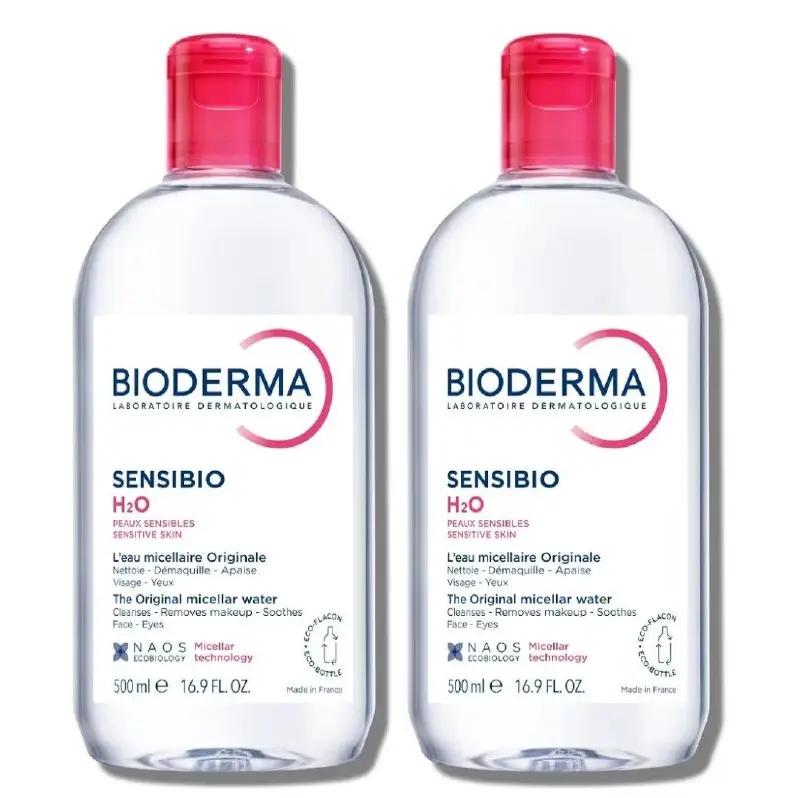 BIODERMA
LABORATOIRE DERMATOLOGIQUE
SENSIBIO
H₂O
PEAUX SENSIBLES
SENSITIVE SKIN
L'eau micellaire Originale
Nettoie - Démaquille - Apaise
Visage - Yeux
The Original micellar water
Cleanses - Removes makeup - Soothes
Face - Eyes
NAOS
ECOBIOLOGY
Micellar
technology
ECO-FLACON
ECO-BOTTLE
500 ml ℮ 16.9 FL. OZ.
Made in France
BIODERMA
LABORATOIRE DERMATOLOGIQUE
SENSIBIO
H₂O
PEAUX SENSIBLES
SENSITIVE SKIN
L'eau micellaire Originale
Nettoie - Démaquille - Apaise
Visage - Yeux
The Original micellar water
Cleanses - Removes makeup - Soothes
Face - Eyes
NAOS
ECOBIOLOGY
Micellar
technology
ECO-FLACON
ECO-BOTTLE
500 ml ℮ 16.9 FL. OZ.
Made in France